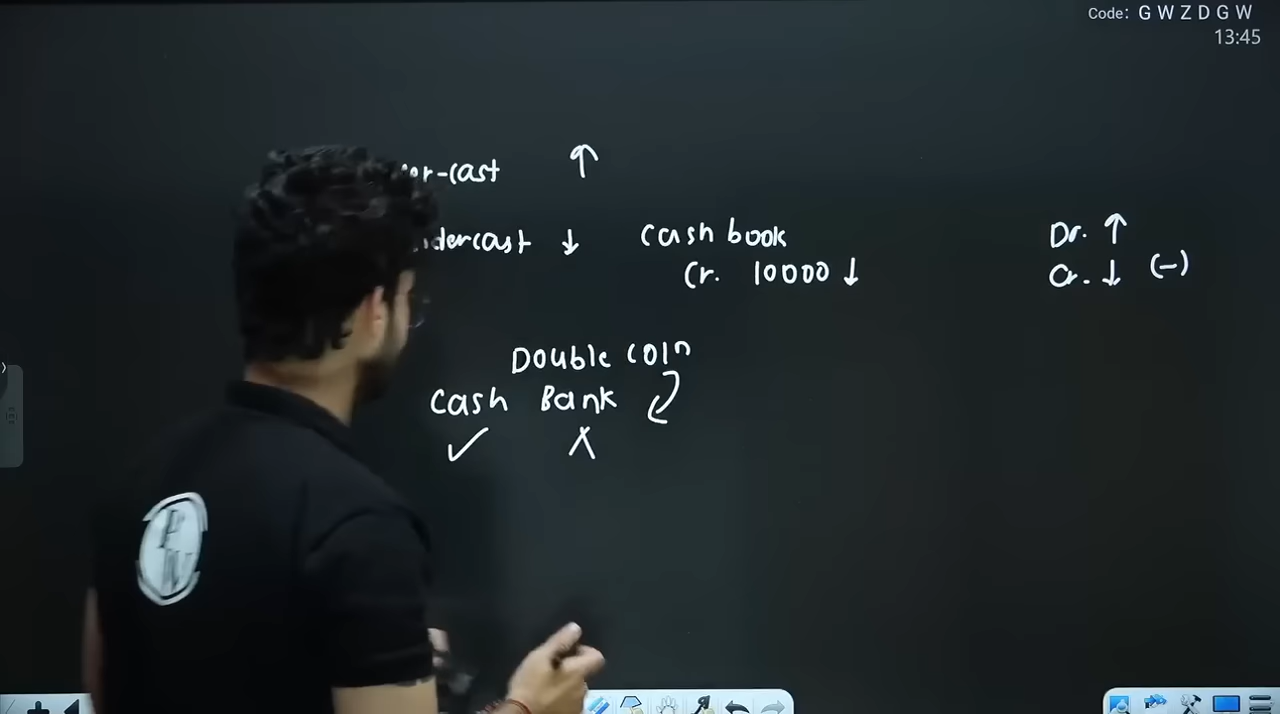 Code: G W Z D G W
13:45
er-cast ↑
dercast ↓ Cash book Dr. ↑
Cr. 10000 ↓ Cr. ↓ (-)
Double coin
Cash Bank
✓ X
P
W